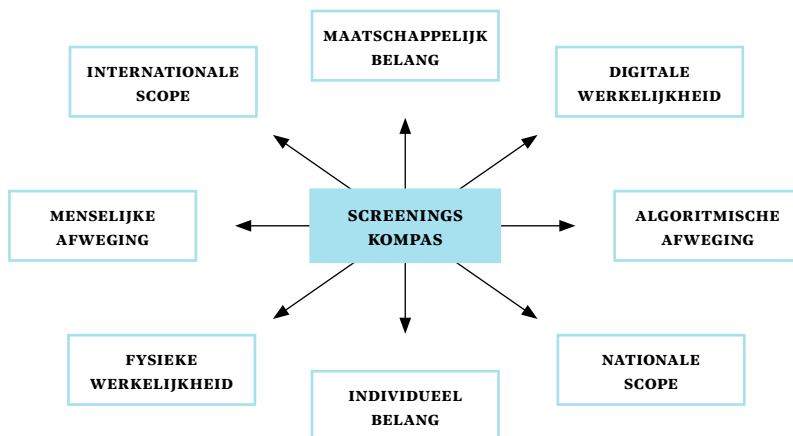 MAATSCHAPPELIJK
BELANG
INTERNATIONALE
SCOPE
DIGITALE
WERKELIJKHEID
MENSELIJKE
AFWEGING
SCREENINGS
KOMPAS
ALGORITMISCHE
AFWEGING
FYSIEKE
WERKELIJKHEID
NATIONALE
SCOPE
INDIVIDUEEL
BELANG